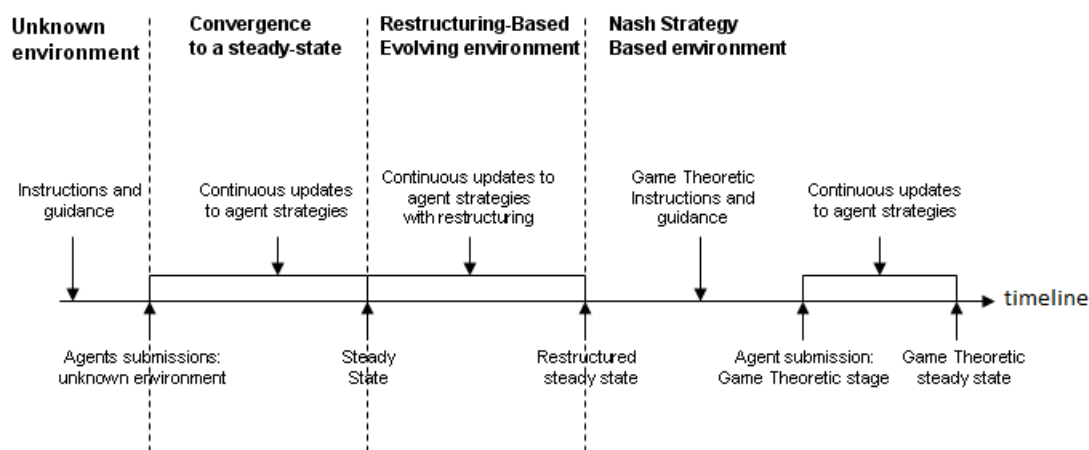 Unknown
environment
Convergence
to a steady-state
Restructuring-Based
Evolving environment
Nash Strategy
Based environment
Instructions and
guidance
Continuous updates
to agent strategies
Continuous updates to
agent strategies
with restructuring
Game Theoretic
Instructions and
guidance
Continuous updates
to agent strategies
timeline
Agents submissions:
unknown environment
Steady
State
Restructured
steady state
Agent submission:
Game Theoretic stage
Game Theoretic
steady state